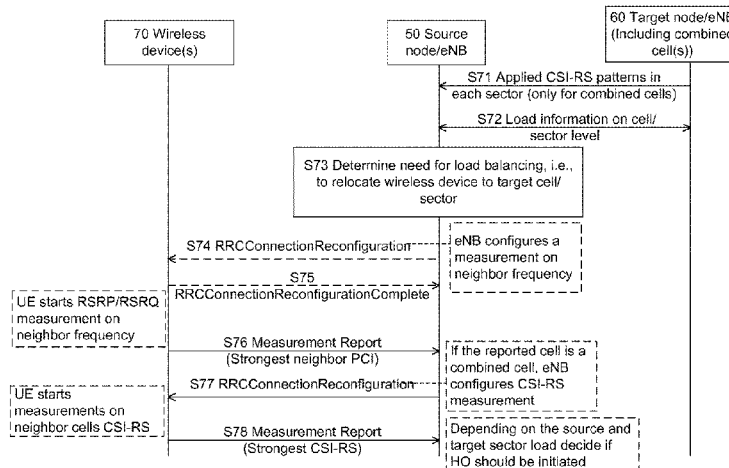 70 Wireless
device(s)
50 Source
node/eNB
60 Target node/eNB
(Including combined
cell(s))
S71 Applied CSI-RS patterns in
each sector (only for combined cells)
S72 Load information on cell/
sector level
S73 Determine need for load balancing, i.e.,
to relocate wireless device to target cell/
sector
S74 RRCConnectionReconfiguration
eNB configures a
measurement on
neighbor frequency
S75
RRCConnectionReconfigurationComplete
UE starts RSRP/RSRQ
measurement on
neighbor frequency
S76 Measurement Report
(Strongest neighbor PCI)
If the reported cell is a
combined cell, eNB
configures CSI-RS
measurement
S77 RRCConnectionReconfiguration
UE starts
measurements on
neighbor cells CSI-RS
S78 Measurement Report
(Strongest CSI-RS)
Depending on the source and
target sector load decide if
HO should be initiated